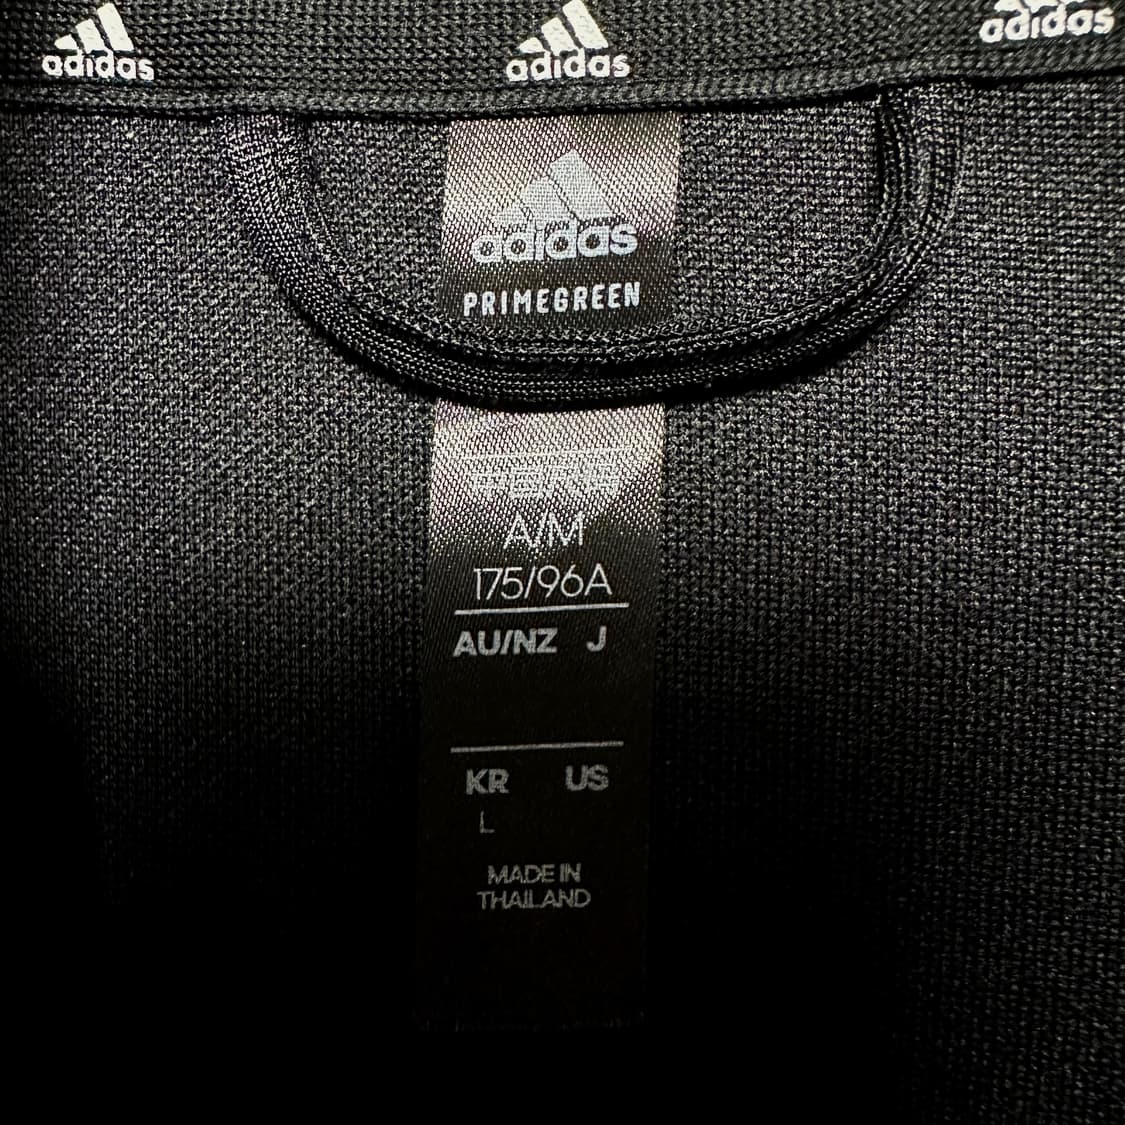 adidas adidas adidas
adidas
PRIMEGREEN
A/M
175/96A
AU/NZ J
KR US
L
MADE IN
THAILAND